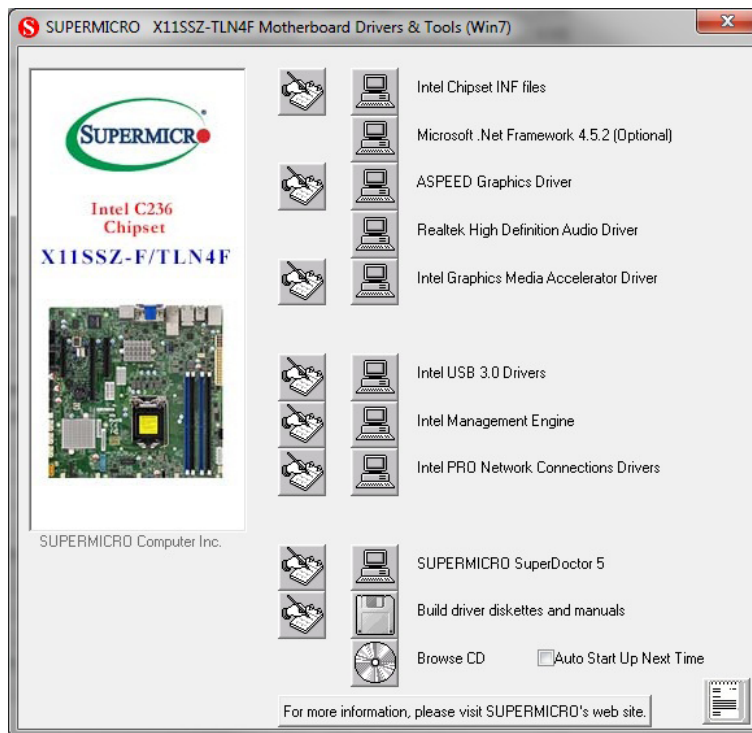 SUPERMICRO X11SSZ-TLN4F Motherboard Drivers & Tools (Win7)
SUPERMICRO
Intel C236
Chipset
X11SSZ-F/TLN4F
SUPERMICRO Computer Inc.
Intel Chipset INF files
Microsoft .Net Framework 4.5.2 (Optional)
ASPEED Graphics Driver
Realtek High Definition Audio Driver
Intel Graphics Media Accelerator Driver
Intel USB 3.0 Drivers
Intel Management Engine
Intel PRO Network Connections Drivers
SUPERMICRO SuperDoctor 5
Build driver diskettes and manuals
Browse CD
Auto Start Up Next Time
For more information, please visit SUPERMICRO's web site.